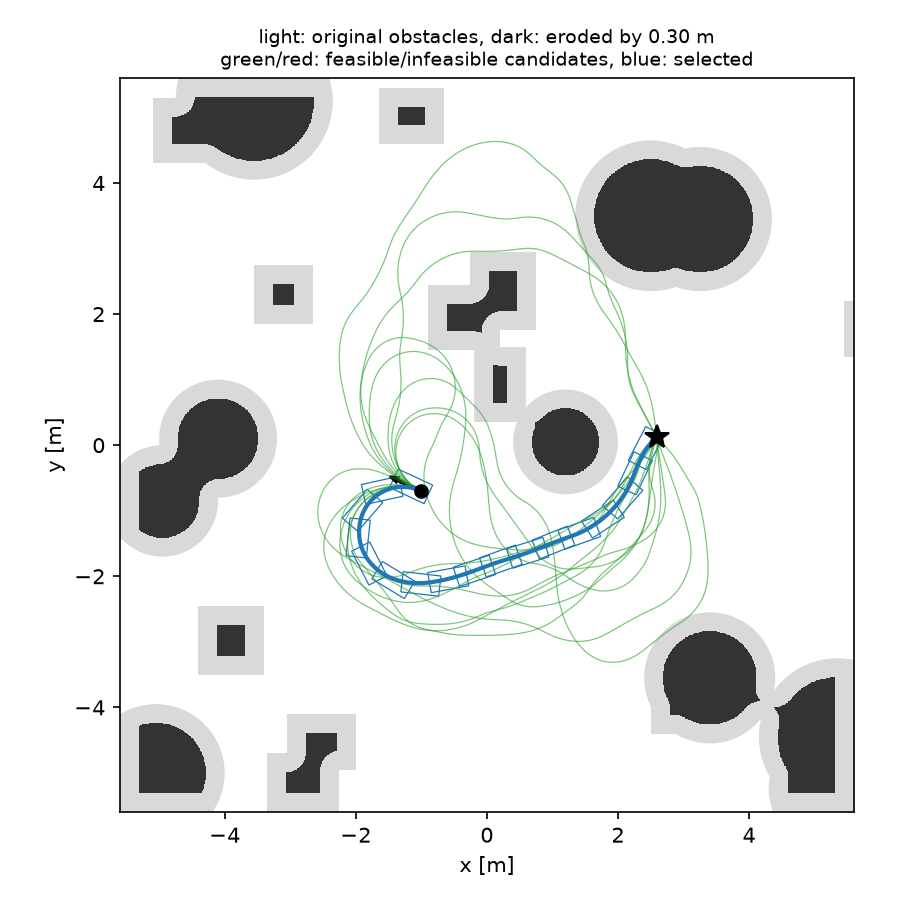 light: original obstacles, dark: eroded by 0.30 m
green/red: feasible/infeasible candidates, blue: selected
y [m]
4
2
0
−2
−4
−4
−2
0
2
4
x [m]